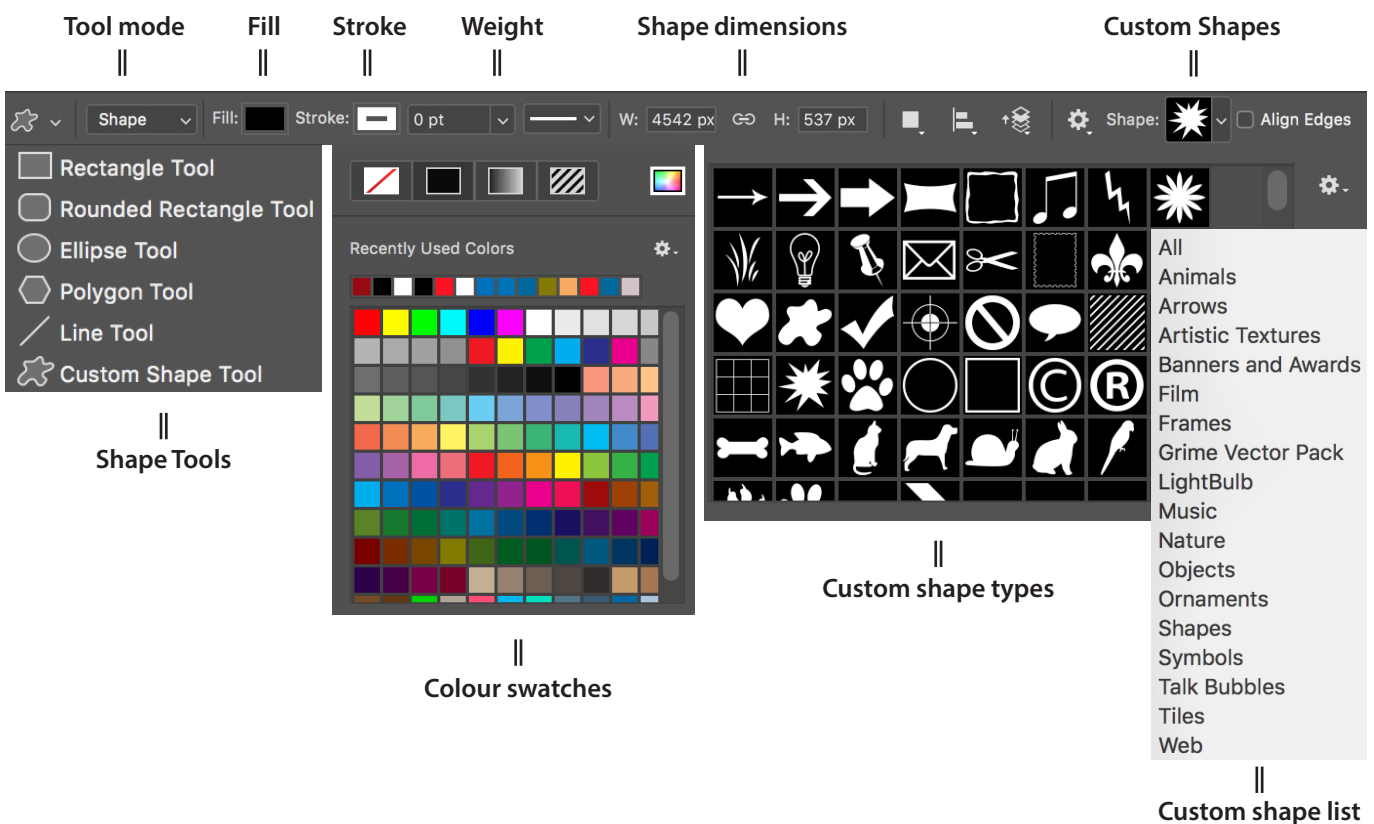 Tool mode Fill Stroke Weight Shape dimensions Custom Shapes
Shape Fill: Stroke: 0 pt W: 4542 px H: 537 px Shape: Align Edges
Rectangle Tool
Rounded Rectangle Tool
Ellipse Tool
Polygon Tool
Line Tool
Custom Shape Tool
Shape Tools
Recently Used Colors
Colour swatches
C R
Custom shape types
All
Animals
Arrows
Artistic Textures
Banners and Awards
Film
Frames
Grime Vector Pack
LightBulb
Music
Nature
Objects
Ornaments
Shapes
Symbols
Talk Bubbles
Tiles
Web
Custom shape list